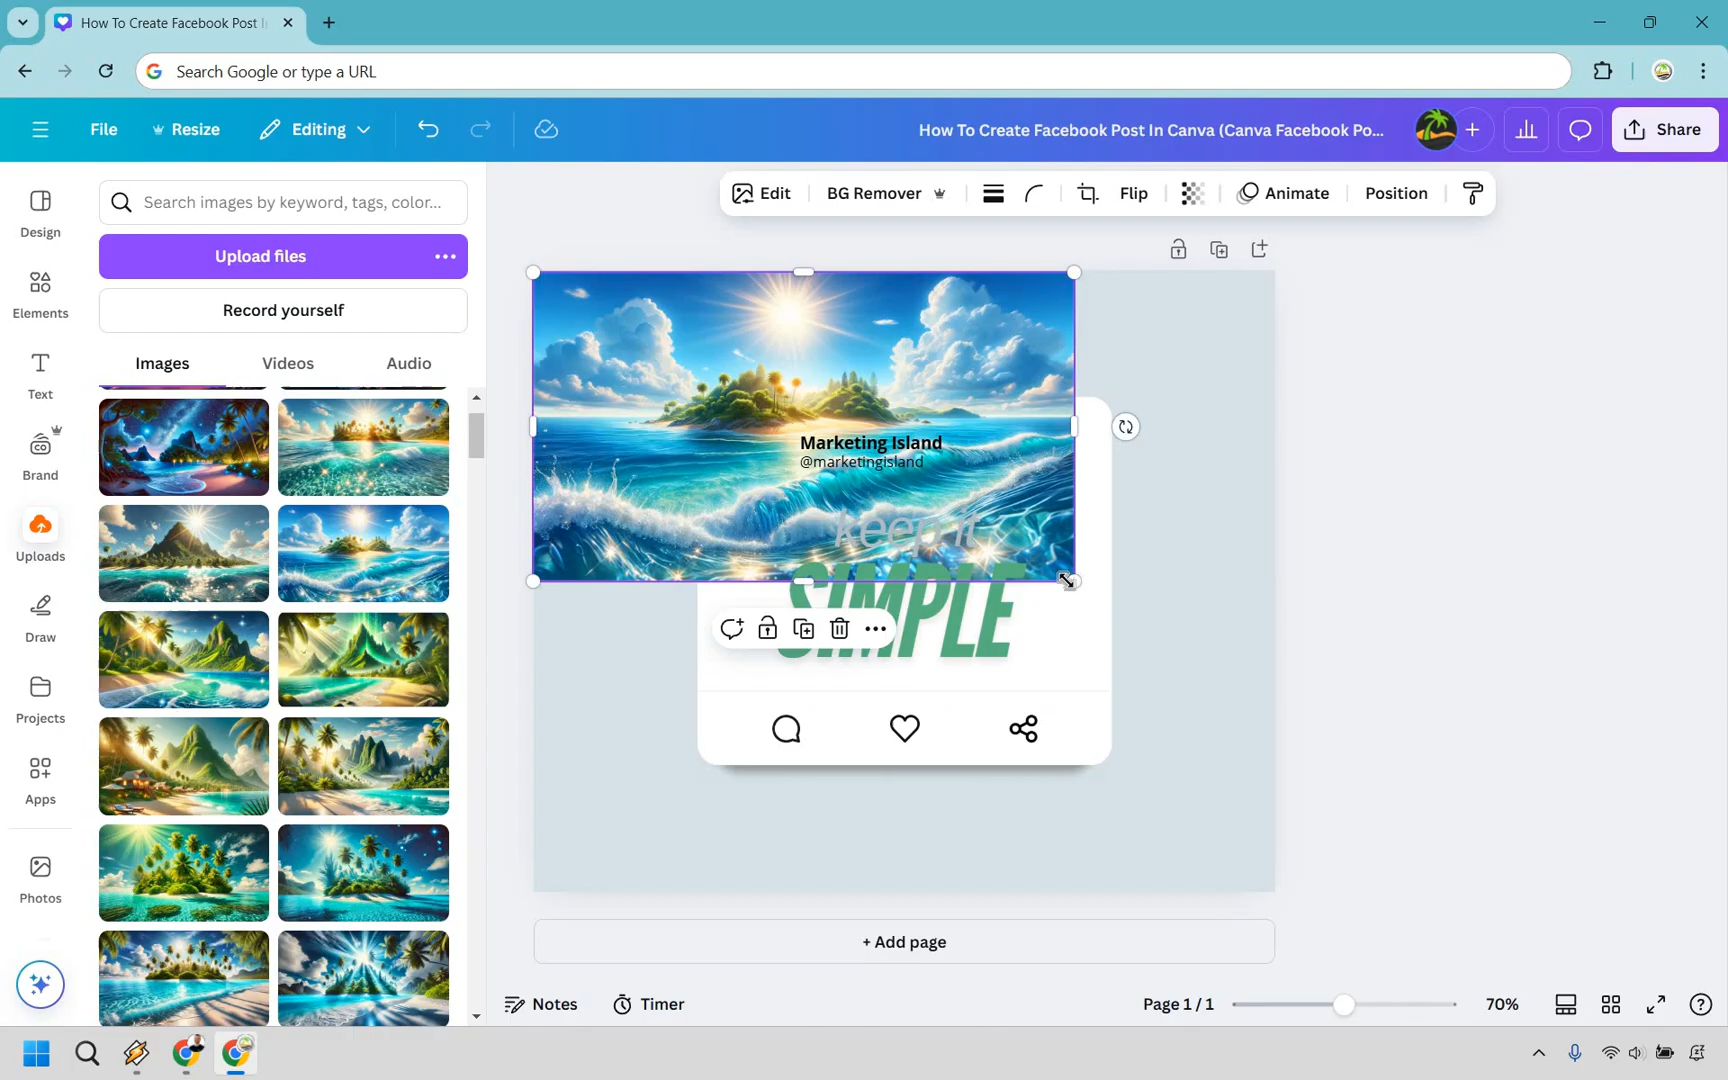 How To Create Facebook Post I
Search Google or type a URL
File
Resize
Editing
How To Create Facebook Post In Canva (Canva Facebook Po...
Share
Design
Elements
Text
Brand
Uploads
Draw
Projects
Apps
Photos
Search images by keyword, tags, color...
Upload files
Record yourself
Images
Videos
Audio
Edit
BG Remover
Flip
Animate
Position
Marketing Island
@marketingisland
keep it
SIMPLE
+ Add page
Notes
Timer
Page 1 / 1
70%